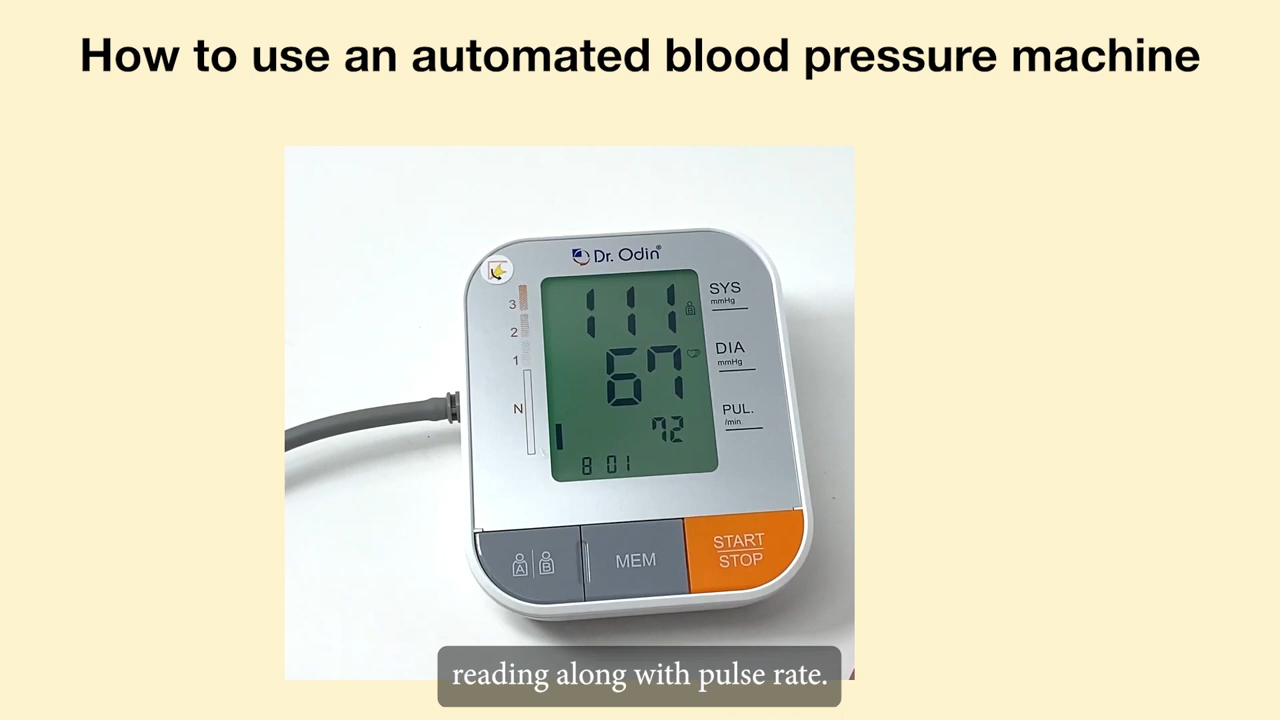 How to use an automated blood pressure machine
Dr. Odin®
3
2
1
N
111
67
72
8 01
SYS
mmHg
DIA
mmHg
PUL.
/min.
A B
MEM
START
STOP
reading along with pulse rate.